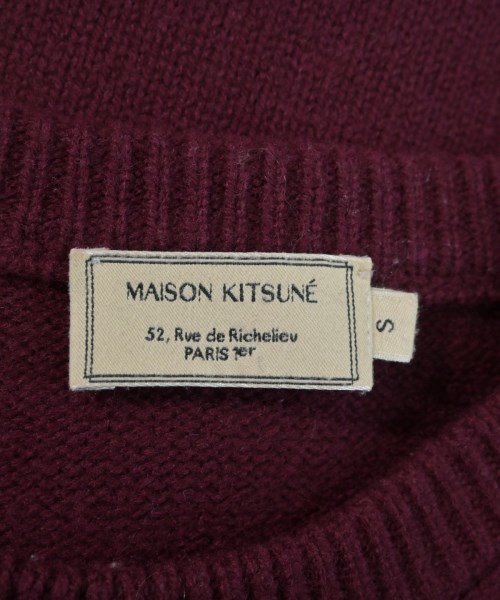 MAISON KITSUNÉ
52, Rue de Richelieu
PARIS 1er
S